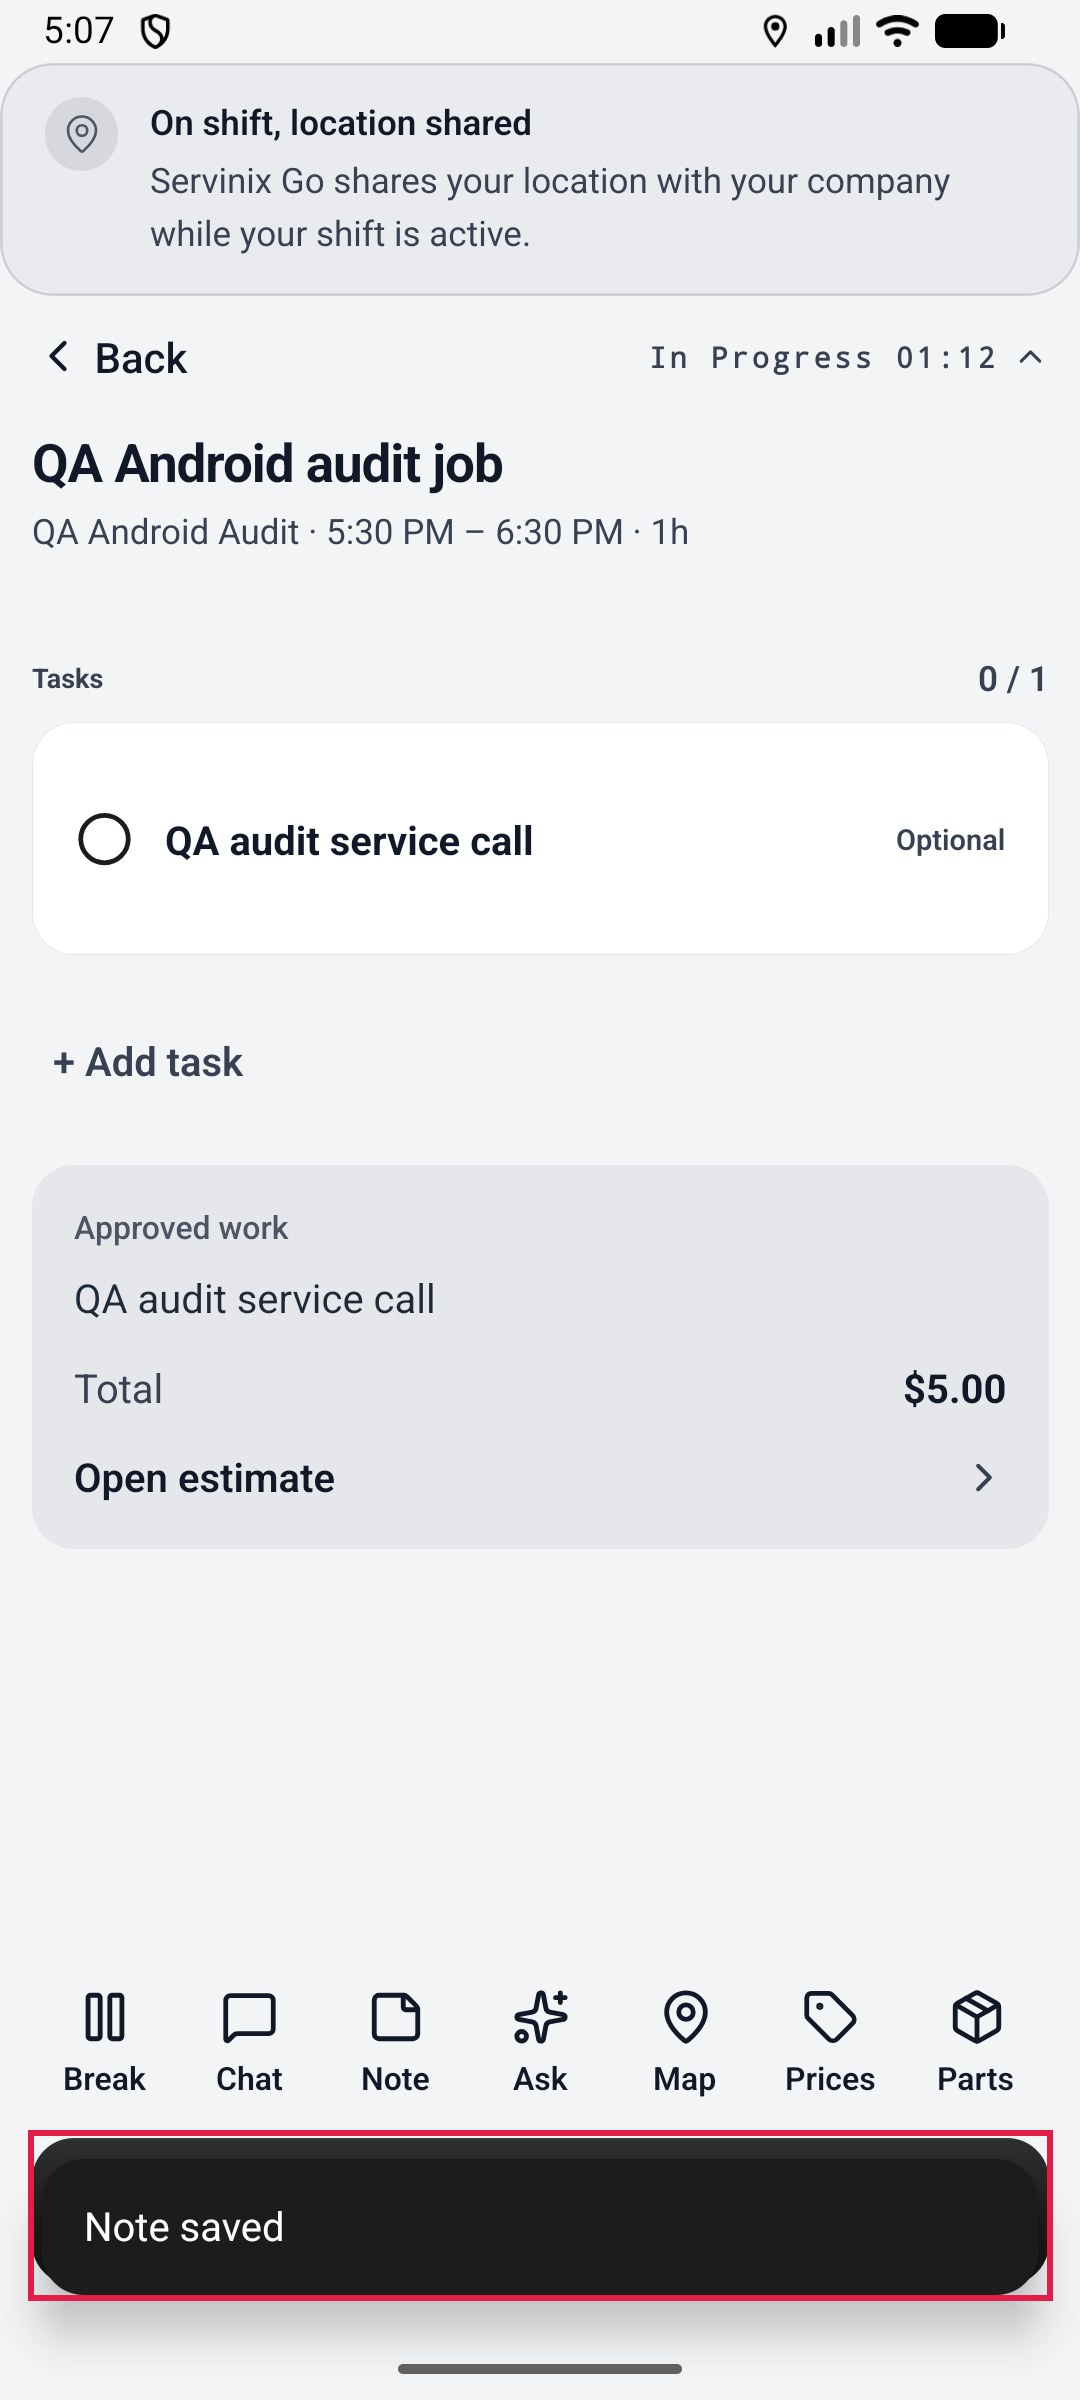 5:07
On shift, location shared
Servinix Go shares your location with your company
while your shift is active.
Back
In Progress 01:12
QA Android audit job
QA Android Audit · 5:30 PM – 6:30 PM · 1h
Tasks
0 / 1
QA audit service call
Optional
+ Add task
Approved work
QA audit service call
Total
$5.00
Open estimate
Break
Chat
Note
Ask
Map
Prices
Parts
Note saved